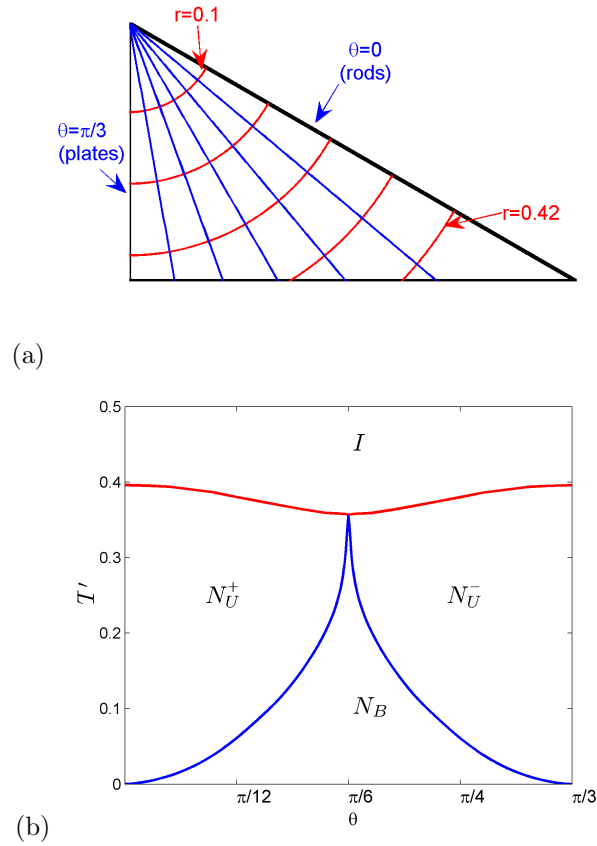 r=0.1
θ=0
(rods)
θ=π/3
(plates)
r=0.42
(a)
0.5
0.4
0.3
0.2
0.1
0
T′
I
N_U^+
N_U^−
N_B
π/12
π/6
π/4
π/3
θ
(b)